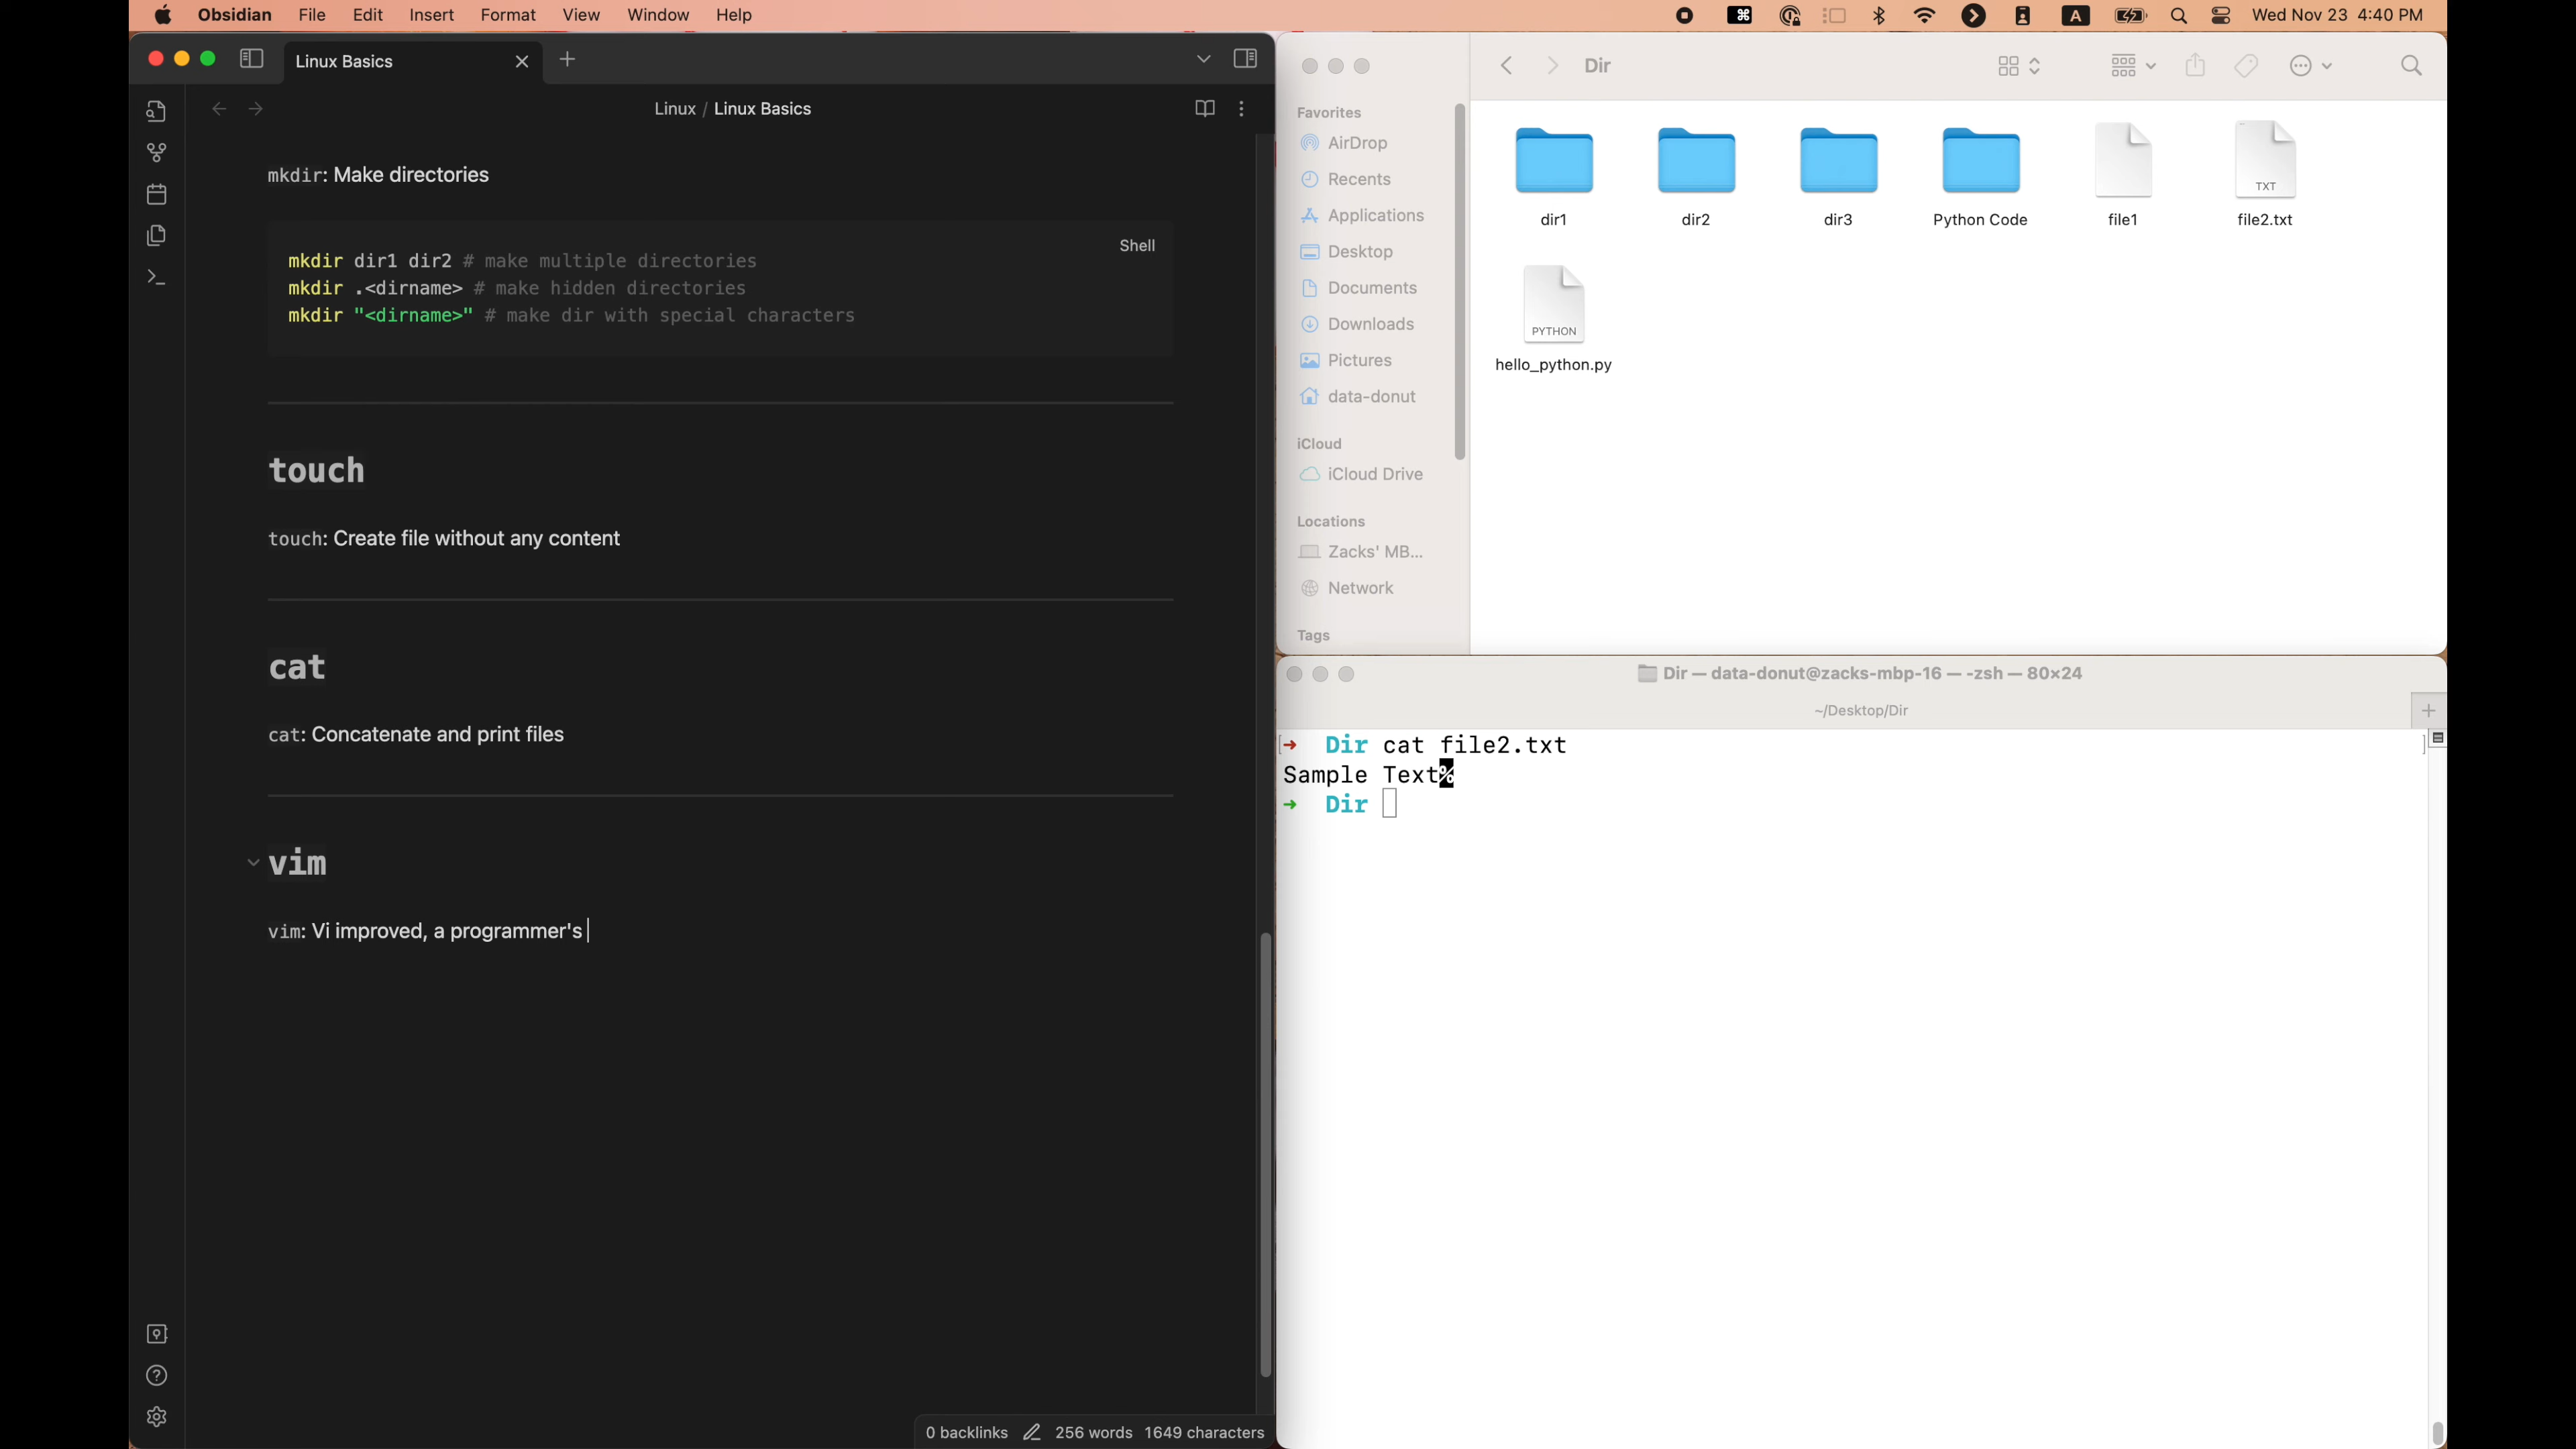 Obsidian File Edit Insert Format View Window Help
A Wed Nov 23 4:40 PM
Linux Basics
Linux / Linux Basics
mkdir: Make directories
Shell
mkdir dir1 dir2 # make multiple directories
mkdir .<dirname> # make hidden directories
mkdir "<dirname>" # make dir with special characters
touch
touch: Create file without any content
cat
cat: Concatenate and print files
vim
vim: Vi improved, a programmer's
0 backlinks 256 words 1649 characters
Dir
Favorites
AirDrop
Recents
Applications
Desktop
Documents
Downloads
Pictures
data-donut
iCloud
iCloud Drive
Locations
Zacks' MB...
Network
Tags
dir1 dir2 dir3 Python Code file1 file2.txt
TXT
PYTHON
hello_python.py
Dir — data-donut@zacks-mbp-16 — -zsh — 80×24
~/Desktop/Dir
➜ Dir cat file2.txt
Sample Text%
➜ Dir